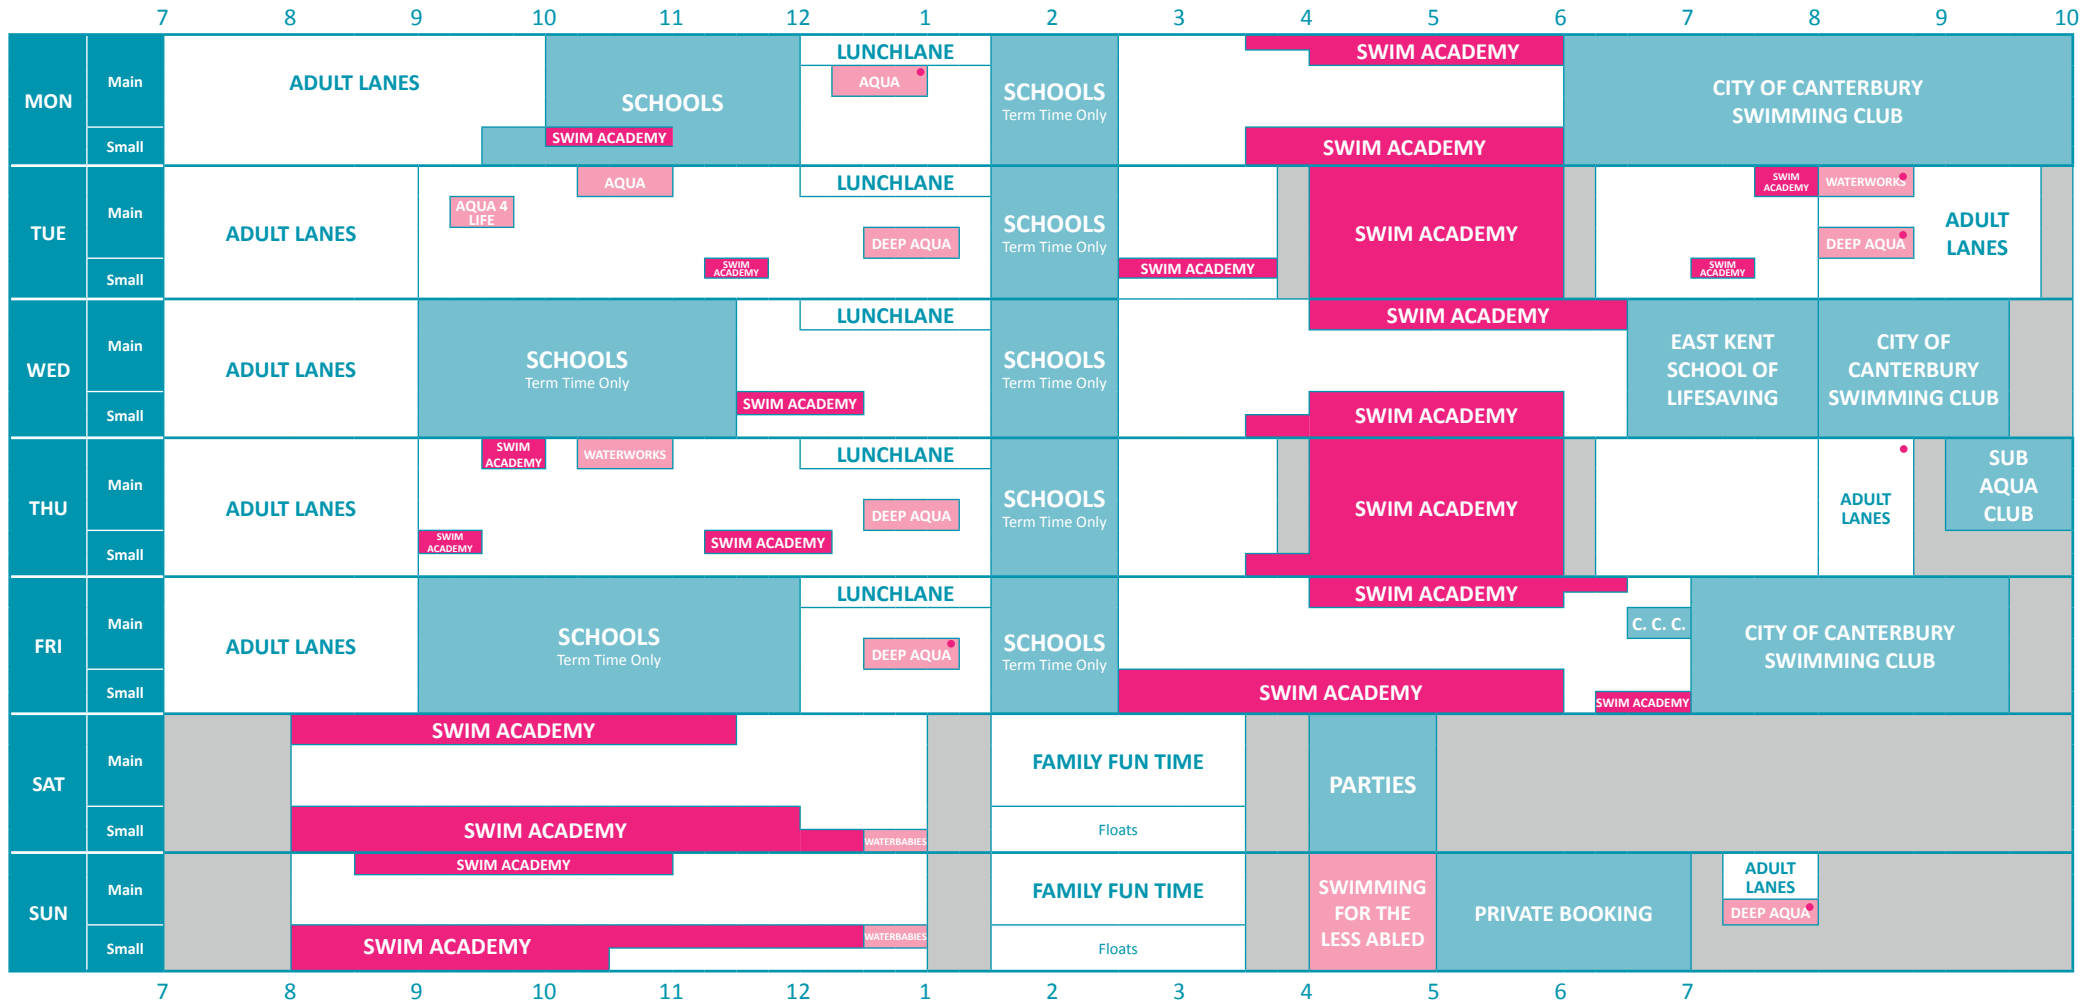 7 8 9 10 11 12 1 2 3 4 5 6 7 8 9 10
MON
Main
Small
ADULT LANES
SCHOOLS
SWIM ACADEMY
LUNCHLANE
AQUA
SCHOOLS
Term Time Only
SWIM ACADEMY
SWIM ACADEMY
CITY OF CANTERBURY
SWIMMING CLUB
TUE
Main
Small
ADULT LANES
AQUA 4
LIFE
AQUA
SWIM
ACADEMY
LUNCHLANE
DEEP AQUA
SCHOOLS
Term Time Only
SWIM ACADEMY
SWIM ACADEMY
SWIM
ACADEMY
SWIM
ACADEMY
WATERWORKS
DEEP AQUA
ADULT
LANES
WED
Main
Small
ADULT LANES
SCHOOLS
Term Time Only
SWIM ACADEMY
LUNCHLANE
SCHOOLS
Term Time Only
SWIM ACADEMY
SWIM ACADEMY
EAST KENT
SCHOOL OF
LIFESAVING
CITY OF
CANTERBURY
SWIMMING CLUB
THU
Main
Small
ADULT LANES
SWIM
ACADEMY
SWIM
ACADEMY
WATERWORKS
SWIM ACADEMY
LUNCHLANE
DEEP AQUA
SCHOOLS
Term Time Only
SWIM ACADEMY
ADULT
LANES
SUB
AQUA
CLUB
FRI
Main
Small
ADULT LANES
SCHOOLS
Term Time Only
LUNCHLANE
DEEP AQUA
SCHOOLS
Term Time Only
SWIM ACADEMY
SWIM ACADEMY
C. C. C.
SWIM ACADEMY
CITY OF CANTERBURY
SWIMMING CLUB
SAT
Main
Small
SWIM ACADEMY
SWIM ACADEMY
WATERBABIES
FAMILY FUN TIME
Floats
PARTIES
SUN
Main
Small
SWIM ACADEMY
SWIM ACADEMY
WATERBABIES
FAMILY FUN TIME
Floats
SWIMMING
FOR THE
LESS ABLED
PRIVATE BOOKING
ADULT
LANES
DEEP AQUA
7 8 9 10 11 12 1 2 3 4 5 6 7